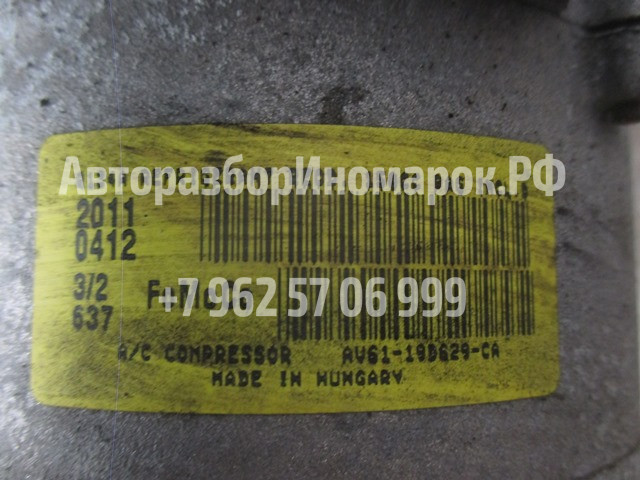 АвторазборИномарок.РФ
2011
0412
3/2
637
+7 962 57 06 999
A/C COMPRESSOR AV61-19D629-CA
MADE IN HUNGARY